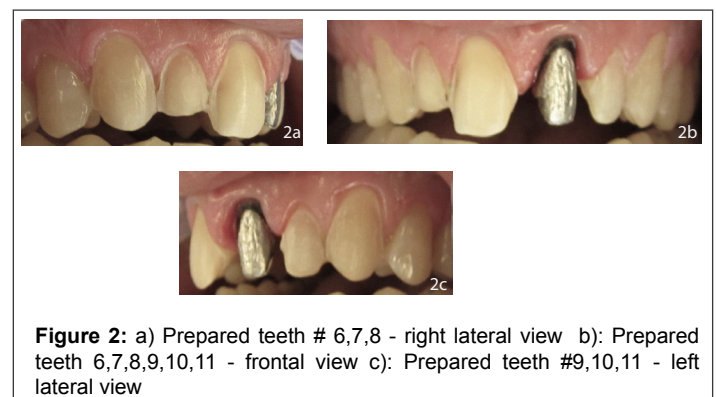 2a
2b
2c
Figure 2: a) Prepared teeth # 6,7,8 - right lateral view b): Prepared
teeth 6,7,8,9,10,11 - frontal view c): Prepared teeth #9,10,11 - left
lateral view